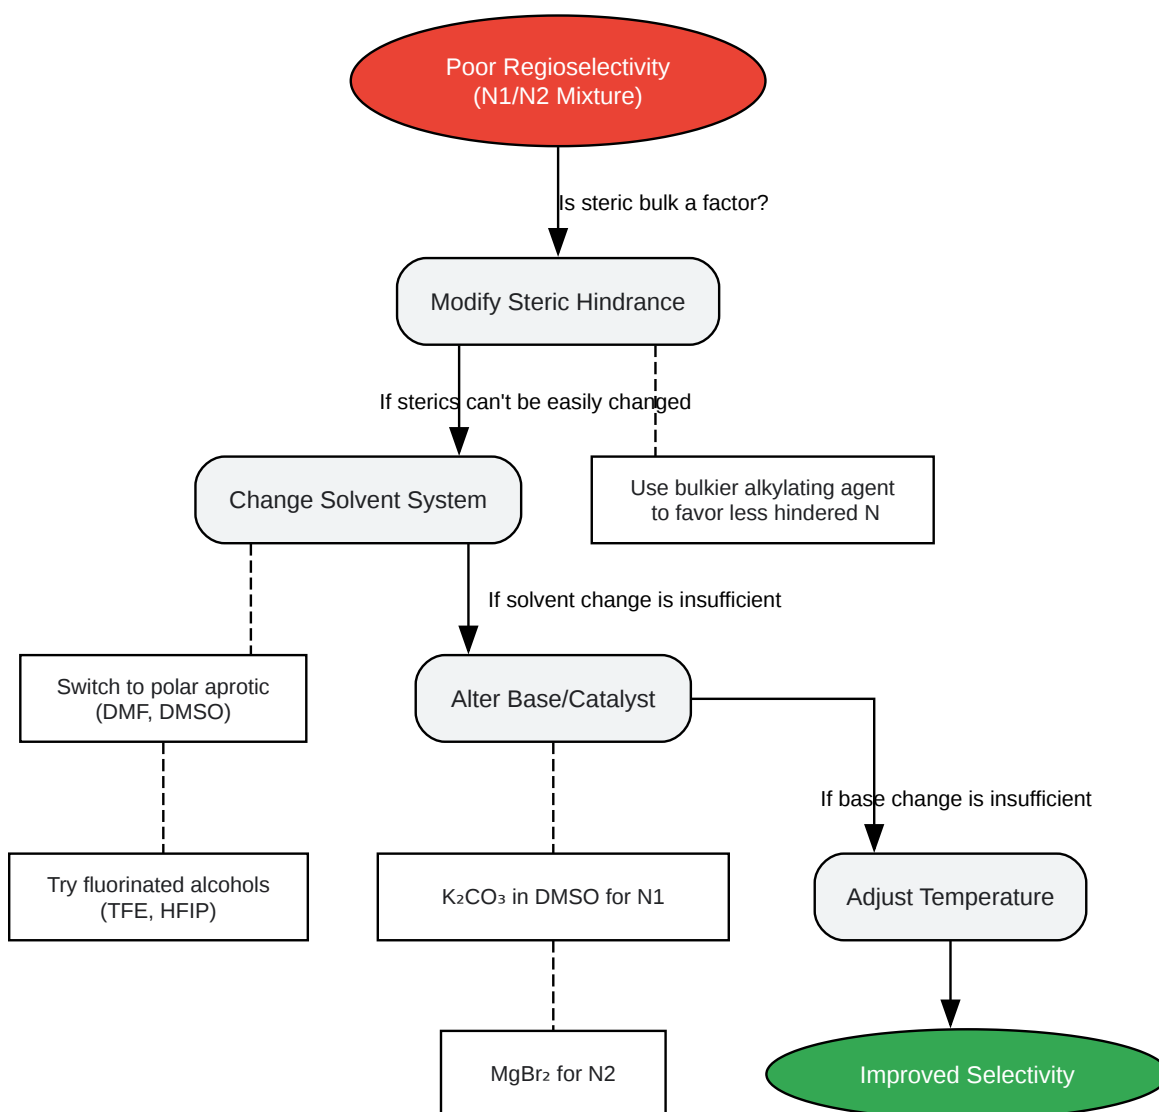 Poor Regioselectivity
(N1/N2 Mixture)
Is steric bulk a factor?
Modify Steric Hindrance
If sterics can't be easily changed
Change Solvent System
Use bulkier alkylating agent
to favor less hindered N
If solvent change is insufficient
Switch to polar aprotic
(DMF, DMSO)
Alter Base/Catalyst
If base change is insufficient
Try fluorinated alcohols
(TFE, HFIP)
K₂CO₃ in DMSO for N1
Adjust Temperature
MgBr₂ for N2
Improved Selectivity